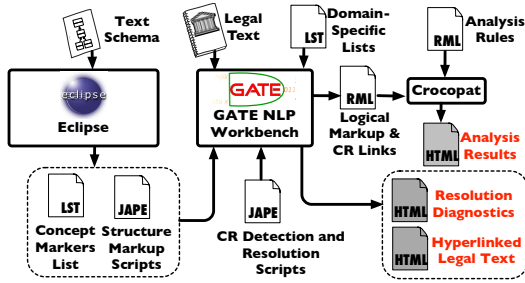 Text
Schema
Legal
Text
LST
Domain-
Specific
Lists
RML
Analysis
Rules
eclipse
Eclipse
GATE
GATE NLP
Workbench
RML
Logical
Markup &
CR Links
Crocopat
HTML
Analysis
Results
LST
Concept
Markers
List
JAPE
Structure
Markup
Scripts
JAPE
CR Detection and
Resolution
Scripts
HTML
Resolution
Diagnostics
HTML
Hyperlinked
Legal Text